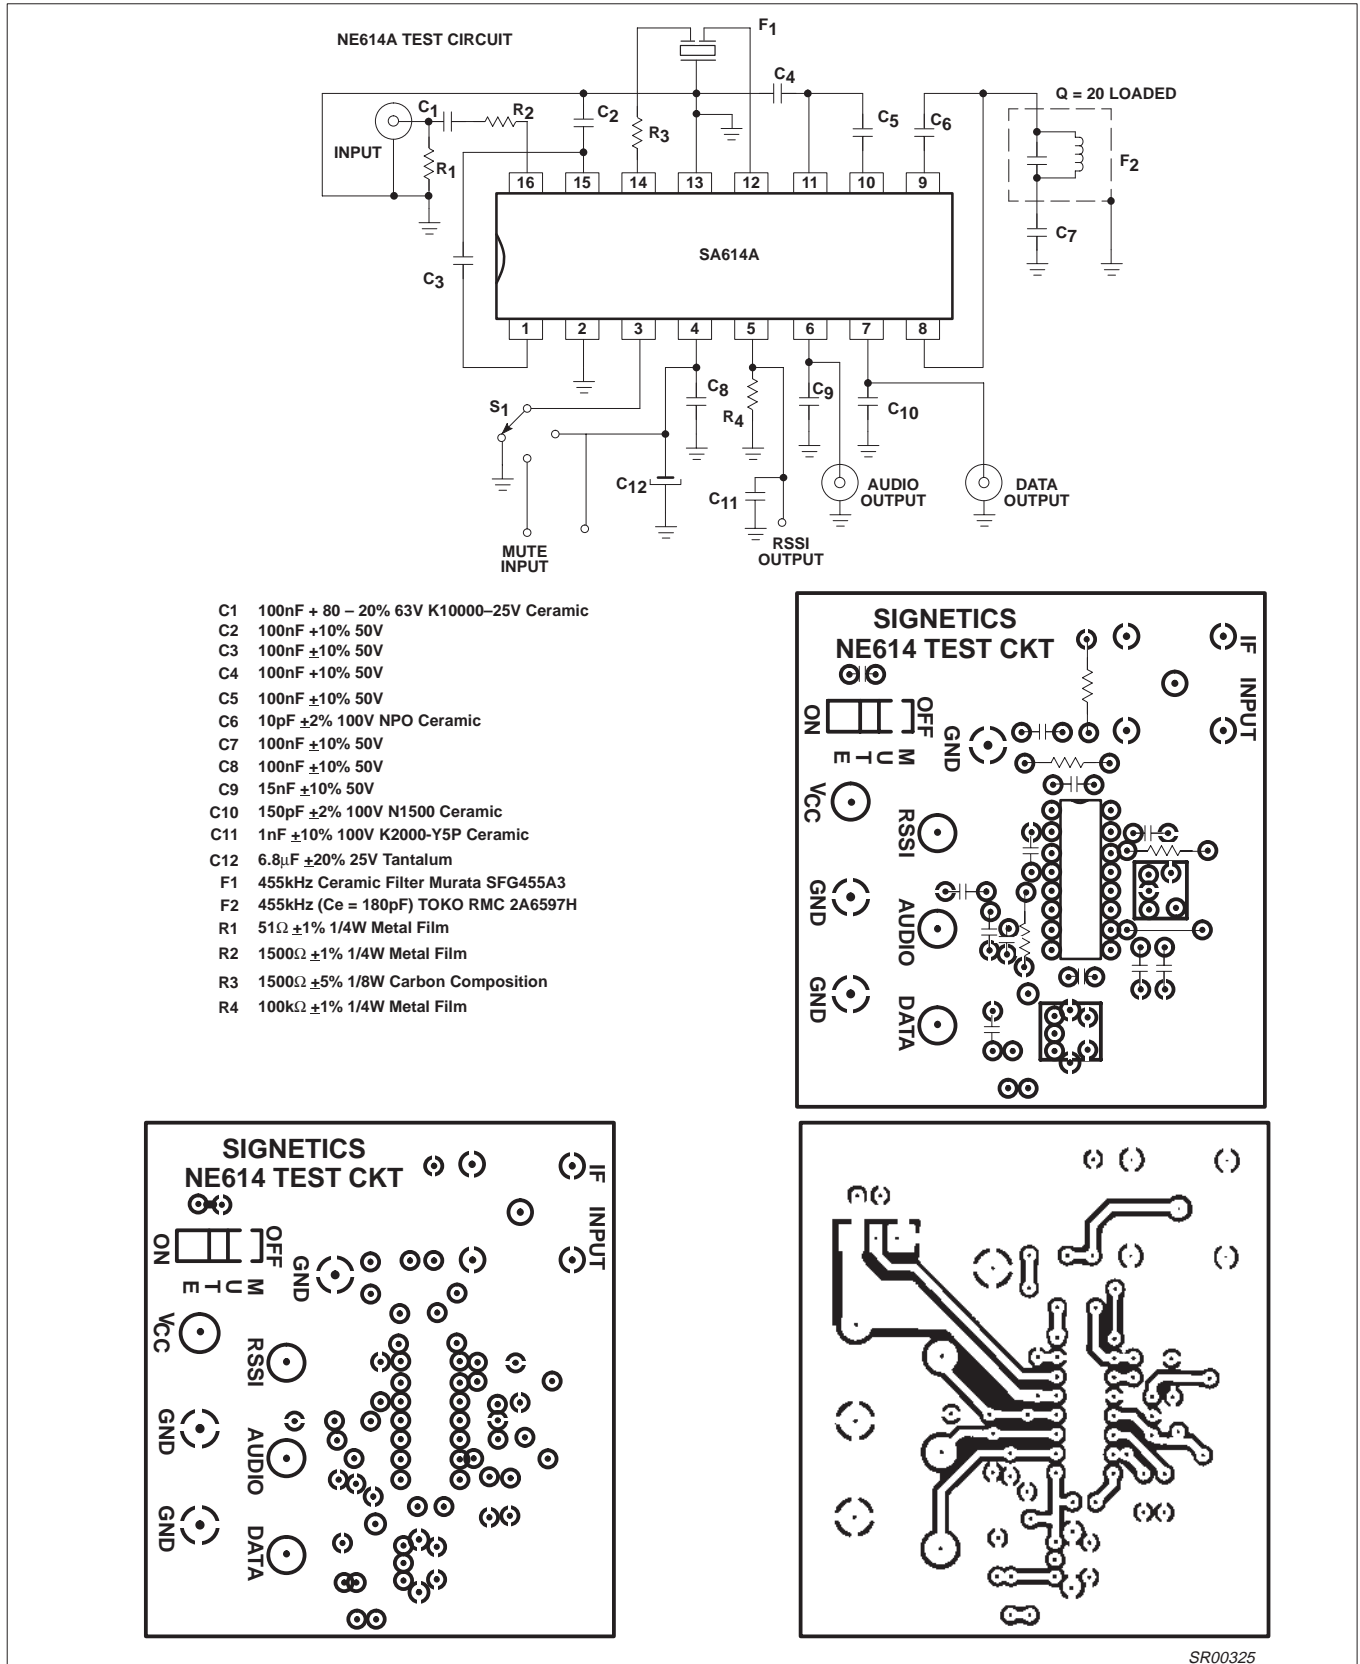 NE614A TEST CIRCUIT
F1
C4
Q = 20 LOADED
C1
R2
C2
R3
C5
C6
INPUT
R1
F2
16 15 14 13 12 11 10 9
C7
SA614A
C3
1 2 3 4 5 6 7 8
S1
C8
R4
C9
C10
C12
C11
AUDIO
OUTPUT
DATA
OUTPUT
MUTE
INPUT
RSSI
OUTPUT
C1 100nF + 80 – 20% 63V K10000–25V Ceramic
C2 100nF +10% 50V
C3 100nF ±10% 50V
C4 100nF +10% 50V
C5 100nF ±10% 50V
C6 10pF ±2% 100V NPO Ceramic
C7 100nF ±10% 50V
C8 100nF ±10% 50V
C9 15nF ±10% 50V
C10 150pF ±2% 100V N1500 Ceramic
C11 1nF ±10% 100V K2000-Y5P Ceramic
C12 6.8μF ±20% 25V Tantalum
F1 455kHz Ceramic Filter Murata SFG455A3
F2 455kHz (Ce = 180pF) TOKO RMC 2A6597H
R1 51Ω ±1% 1/4W Metal Film
R2 1500Ω ±1% 1/4W Metal Film
R3 1500Ω ±5% 1/8W Carbon Composition
R4 100kΩ ±1% 1/4W Metal Film
SIGNETICS
NE614 TEST CKT
IF INPUT
ON
OFF
MUTE
GND
VCC
RSSI
GND
AUDIO
GND
DATA
SIGNETICS
NE614 TEST CKT
IF INPUT
ON
OFF
MUTE
GND
VCC
RSSI
GND
AUDIO
GND
DATA
SR00325